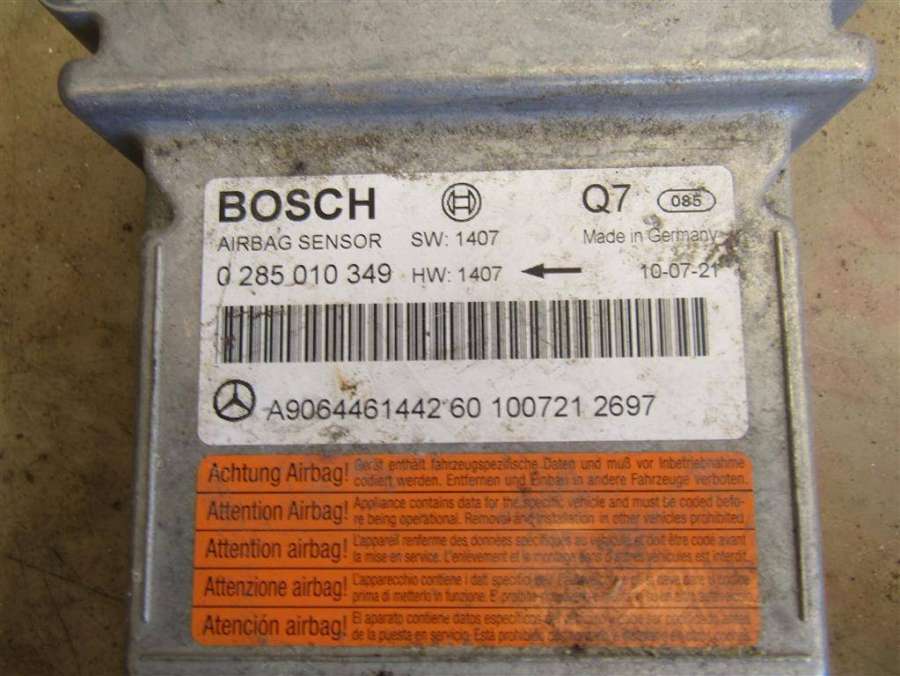 BOSCH Q7 085
AIRBAG SENSOR SW: 1407 Made in Germany
0 285 010 349 HW: 1407 10-07-21
A9064461442 60 100721 2697
Achtung Airbag! Gerät enthält fahrzeugspezifische Daten und muß vor Inbetriebnahme
codiert werden. Entfernen und Einbau in andere Fahrzeuge verboten.
Attention Airbag! Appliance contains data for the specific vehicle and must be coded befo-
re being operational. Removal and installation in other vehicles prohibited.
Attention airbag! L'appareil renferme des données spécifiques au véhicule et doit être codé avant
la mise en service. L'enlèvement et le montage dans d'autres véhicules est interdit.
Attenzione airbag! L'apparecchio contiene i dati specifici
prima di metterlo in funzione. E' proibito
Atención airbag! El aparato contiene datos específicos
de la puesta en servicio. Está prohibido